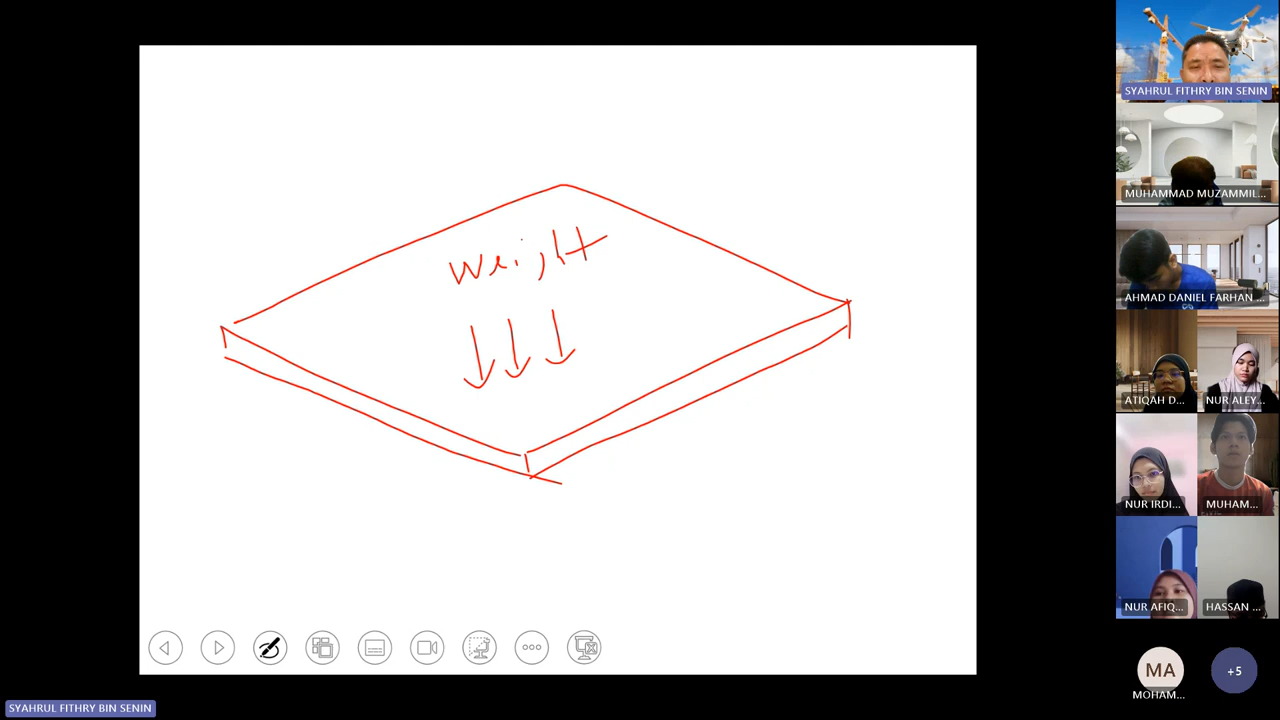 weight
SYAHRUL FITHRY BIN SENIN
MUHAMMAD MUZAMMIL...
AHMAD DANIEL FARHAN ...
ATIQAH D...
NUR ALEY...
NUR IRDI...
MUHAM...
NUR AFIQ...
HASSAN ...
MA
+5
MOHAM...
SYAHRUL FITHRY BIN SENIN